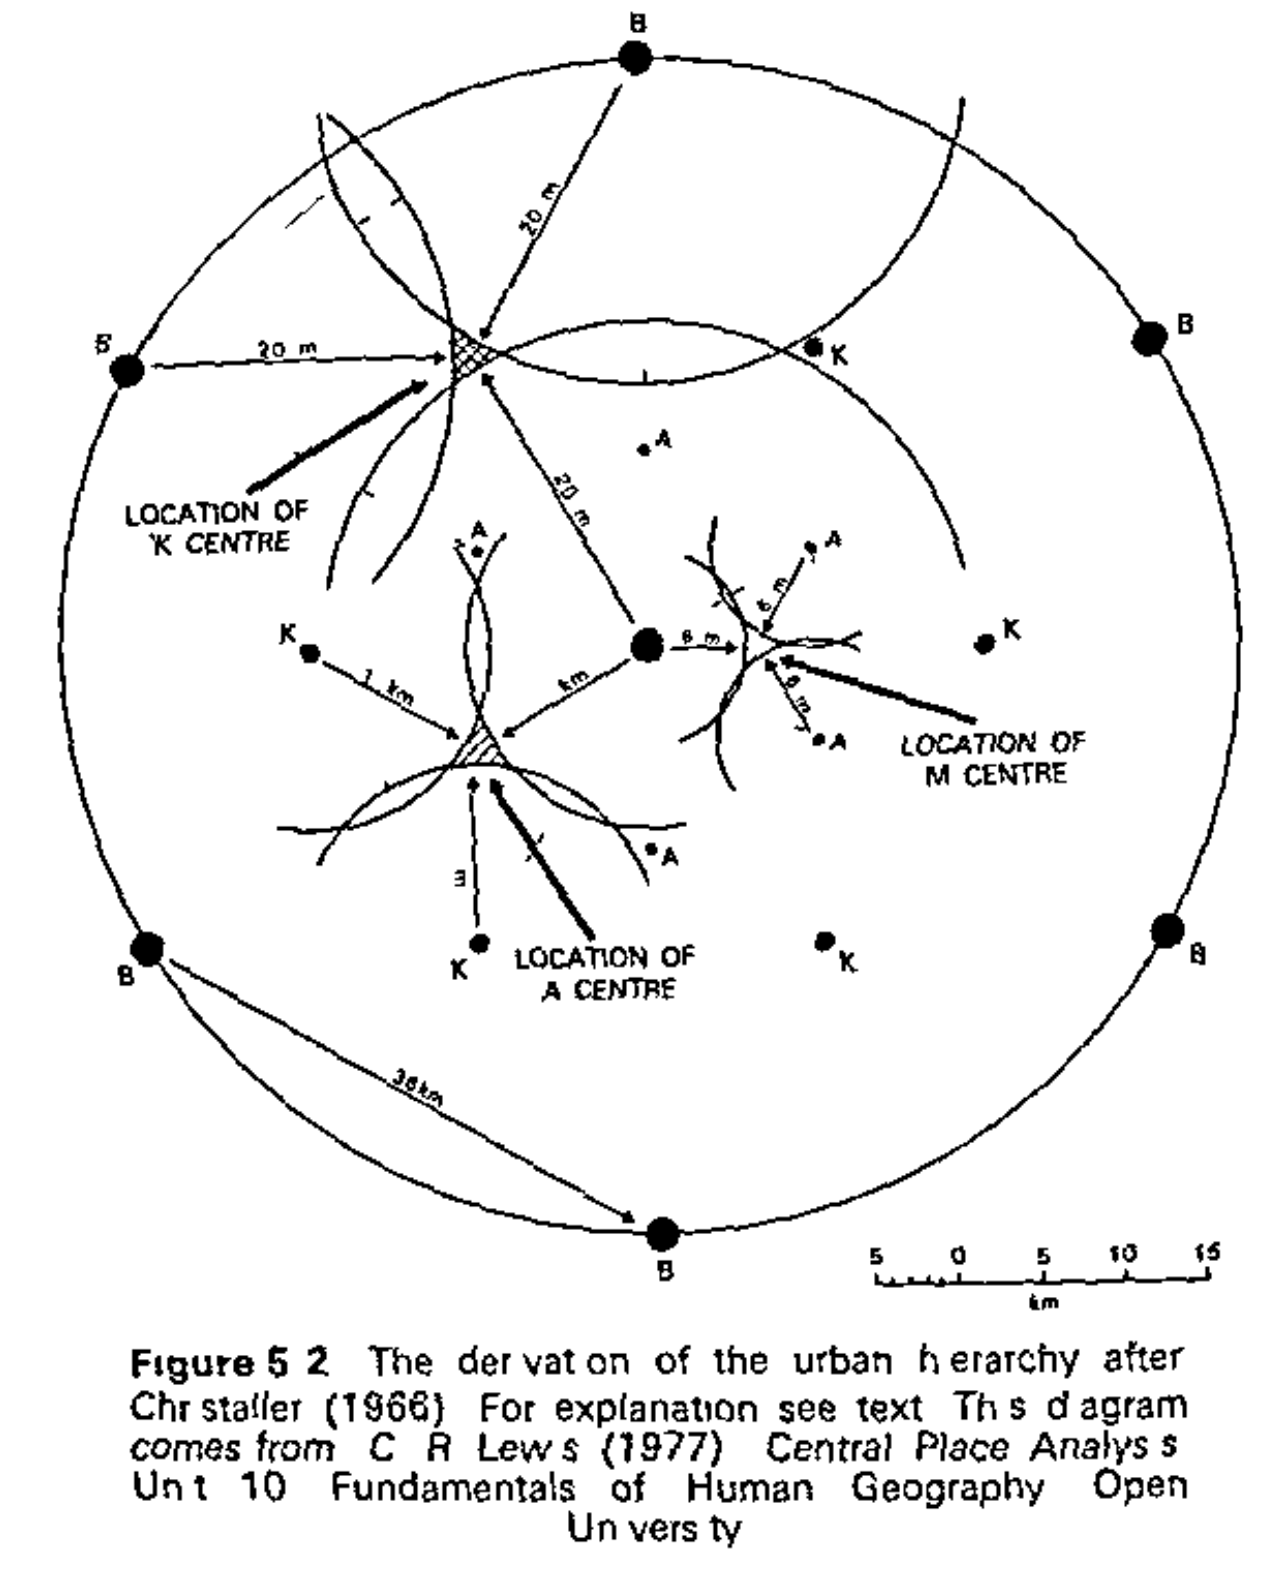 B
20 m
B
20 m
K
A
20 m
LOCATION OF
'K CENTRE
A
A
6 m
K
6 m
K
km
km
6 m
A
LOCATION OF
M CENTRE
A
K
LOCATION OF
A CENTRE
K
B
B
36km
B
5 0 5 10 15
km
Figure 5 2 The der vat on of the urban h erarchy after
Chr staller (1966) For explanation see text Th s d agram
comes from C R Lew s (1977) Central Place Analys s
Un t 10 Fundamentals of Human Geography Open
Un vers ty